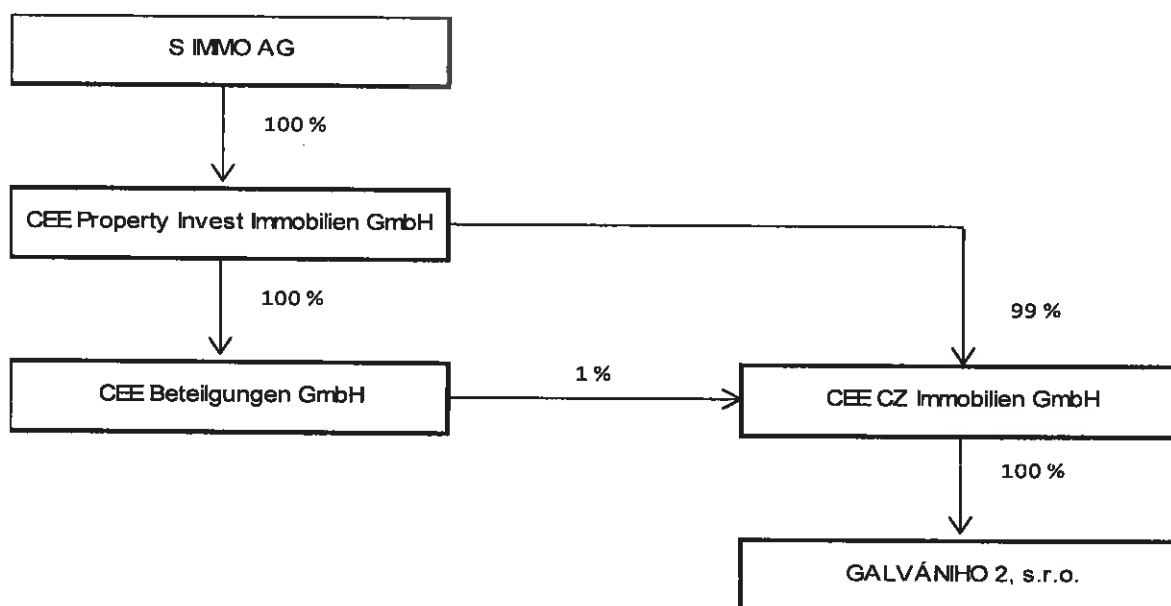 S IMMO AG
100 %
CEE Property Invest Immobilien GmbH
100 %
99 %
CEE Beteilgungen GmbH
1 %
CEE CZ Immobilien GmbH
100 %
GALVÁNIHO 2, s.r.o.